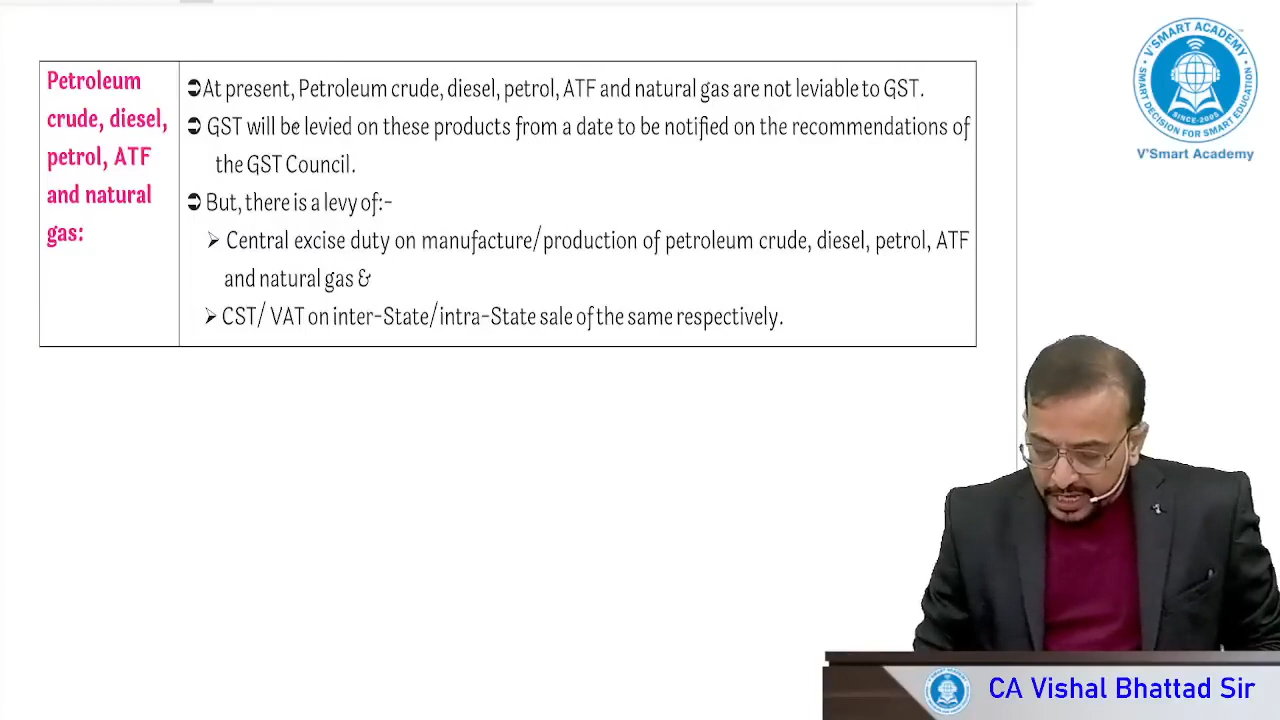 Petroleum
crude, diesel,
petrol, ATF
and natural
gas:
➲At present, Petroleum crude, diesel, petrol, ATF and natural gas are not leviable to GST.
➲ GST will be levied on these products from a date to be notified on the recommendations of
the GST Council.
➲ But, there is a levy of:-
➢ Central excise duty on manufacture/production of petroleum crude, diesel, petrol, ATF
and natural gas &
➢ CST/ VAT on inter-State/intra-State sale of the same respectively.
V'SMART ACADEMY
SINCE-2005
SMART DECISION FOR SMART EDUCATION
V'Smart Academy
CA Vishal Bhattad Sir